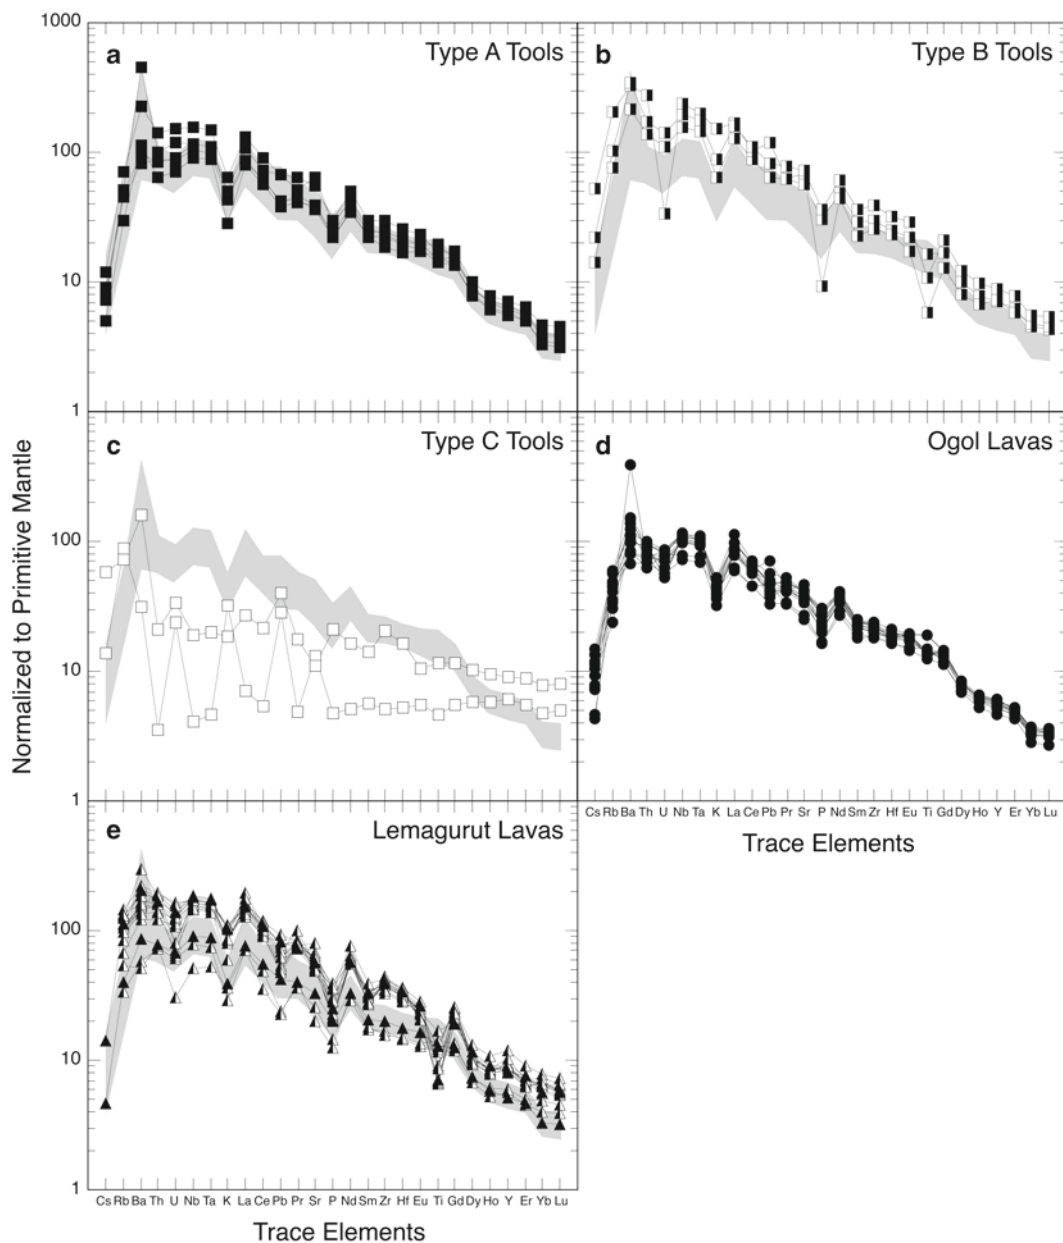 1000
a
Type A Tools
b
Type B Tools
100
10
1
c
Type C Tools
d
Ogol Lavas
100
10
1
Cs Rb Ba Th U Nb Ta K La Ce Pb Pr Sr P Nd Sm Zr Hf Eu Ti Gd Dy Ho Y Er Yb Lu
Trace Elements
e
Lemagurut Lavas
100
10
1
Cs Rb Ba Th U Nb Ta K La Ce Pb Pr Sr P Nd Sm Zr Hf Eu Ti Gd Dy Ho Y Er Yb Lu
Trace Elements
Normalized to Primitive Mantle